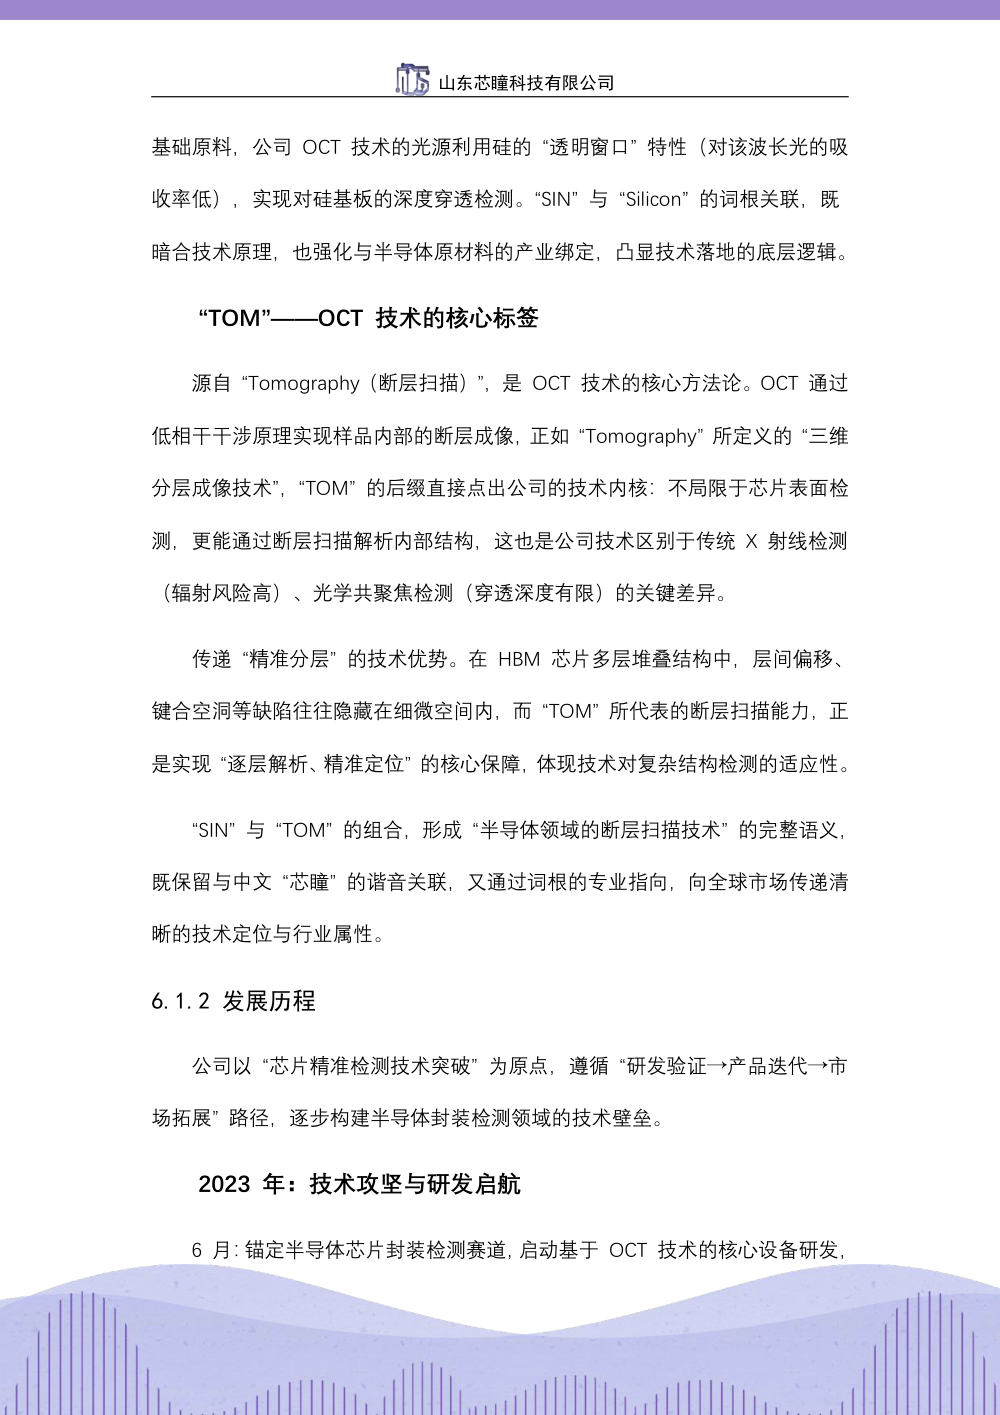 山东芯瞳科技有限公司
基础原料，公司 OCT 技术的光源利用硅的 “透明窗口” 特性（对该波长光的吸
收率低），实现对硅基板的深度穿透检测。“SIN” 与 “Silicon” 的词根关联，既
暗合技术原理，也强化与半导体原材料的产业绑定，凸显技术落地的底层逻辑。
“TOM”——OCT 技术的核心标签
源自 “Tomography（断层扫描）”，是 OCT 技术的核心方法论。OCT 通过
低相干干涉原理实现样品内部的断层成像，正如 “Tomography” 所定义的 “三维
分层成像技术”，“TOM” 的后缀直接点出公司的技术内核：不局限于芯片表面检
测，更能通过断层扫描解析内部结构，这也是公司技术区别于传统 X 射线检测
（辐射风险高）、光学共聚焦检测（穿透深度有限）的关键差异。
传递 “精准分层” 的技术优势。在 HBM 芯片多层堆叠结构中，层间偏移、
键合空洞等缺陷往往隐藏在细微空间内，而 “TOM” 所代表的断层扫描能力，正
是实现 “逐层解析、精准定位” 的核心保障，体现技术对复杂结构检测的适应性。
“SIN” 与 “TOM” 的组合，形成 “半导体领域的断层扫描技术” 的完整语义，
既保留与中文 “芯瞳” 的谐音关联，又通过词根的专业指向，向全球市场传递清
晰的技术定位与行业属性。
6.1.2 发展历程
公司以 “芯片精准检测技术突破” 为原点，遵循 “研发验证→产品迭代→市
场拓展” 路径，逐步构建半导体封装检测领域的技术壁垒。
2023 年：技术攻坚与研发启航
6 月：锚定半导体芯片封装检测赛道，启动基于 OCT 技术的核心设备研发，